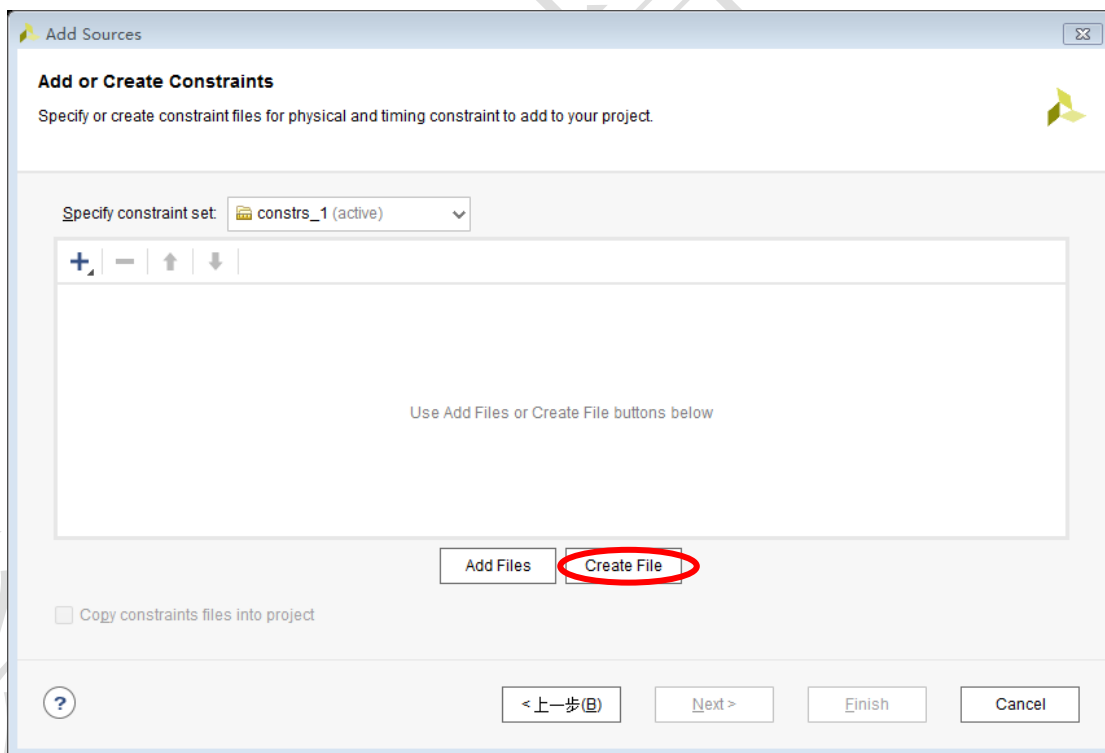 Add Sources
Add or Create Constraints
Specify or create constraint files for physical and timing constraint to add to your project.
Specify constraint set: constrs_1 (active)
Use Add Files or Create File buttons below
Add Files Create File
Copy constraints files into project
? <上一步(B) Next > Finish Cancel